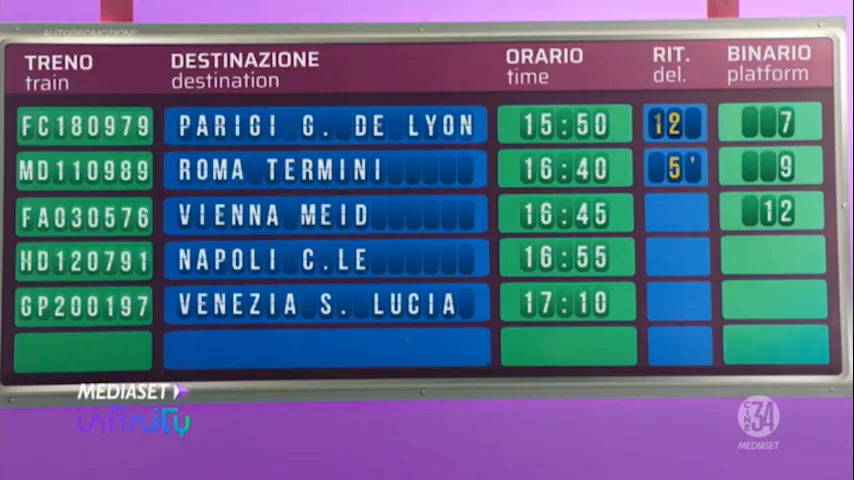 AUTOPROMOZIONE
TRENO DESTINAZIONE ORARIO RIT. BINARIO
train destination time del. platform
FC180979 PARIGI G. DE LYON 15:50 12 7
MD110989 ROMA TERMINI 16:40 5' 9
FA030576 VIENNA MEID 16:45 12
HD120791 NAPOLI C.LE 16:55
GP200197 VENEZIA S. LUCIA 17:10
MEDIASET
infinity
CINE 34
MEDIASET